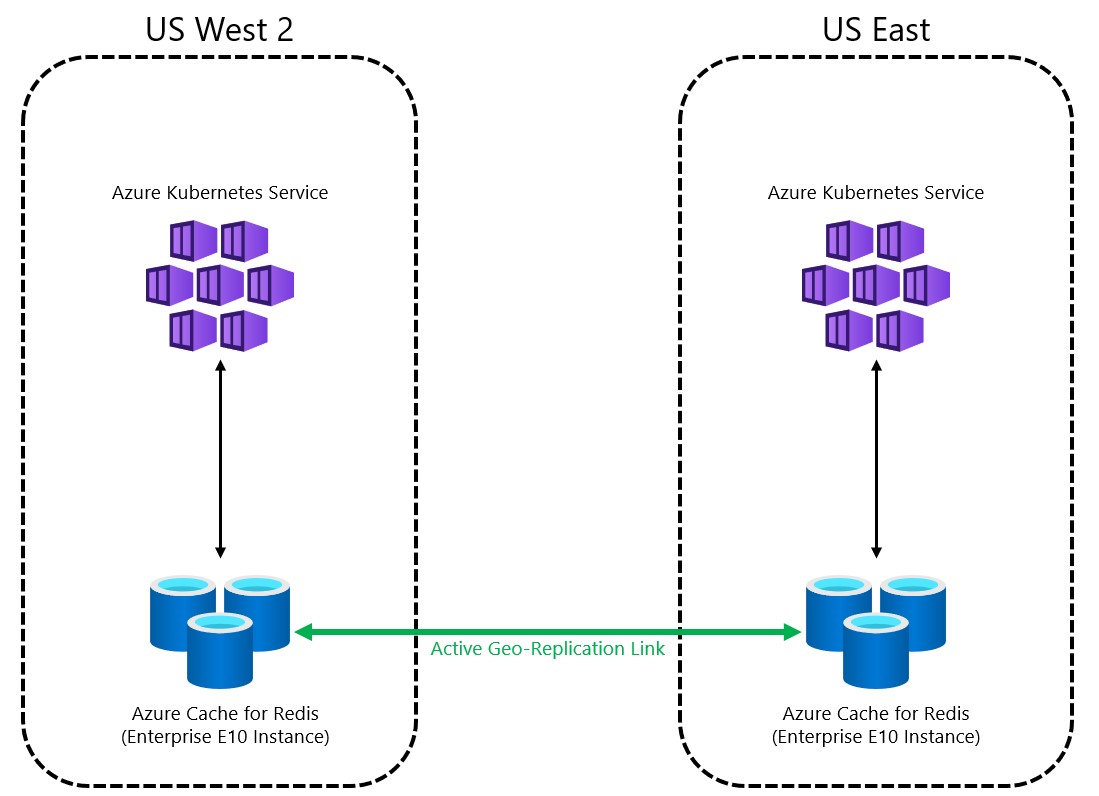 US West 2
US East
Azure Kubernetes Service
Azure Kubernetes Service
Active Geo-Replication Link
Azure Cache for Redis
(Enterprise E10 Instance)
Azure Cache for Redis
(Enterprise E10 Instance)